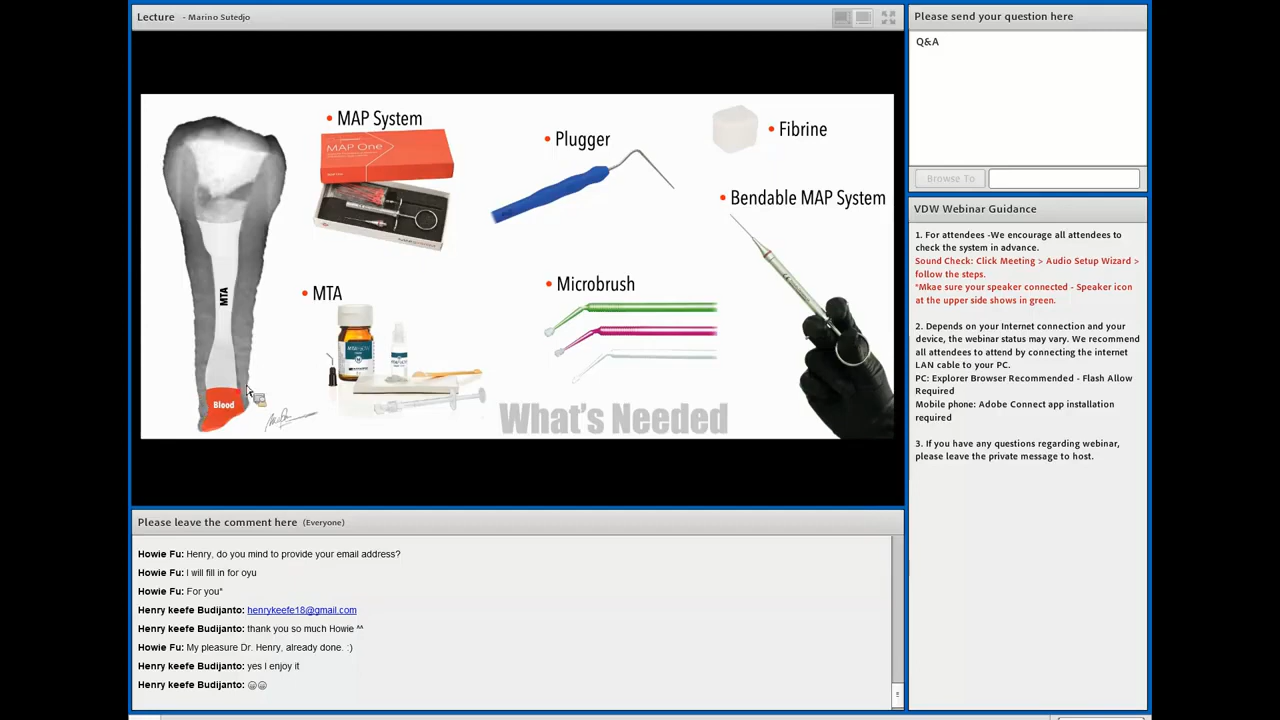 Lecture - Marino Sutedjo
• MAP System
MAP One
• Plugger
• Fibrine
• Bendable MAP System
• MTA
• Microbrush
MTA
Blood
What's Needed
Please leave the comment here (Everyone)
Howie Fu: Henry, do you mind to provide your email address?
Howie Fu: I will fill in for oyu
Howie Fu: For you*
Henry keefe Budijanto: henrykeefe18@gmail.com
Henry keefe Budijanto: thank you so much Howie ^^
Howie Fu: My pleasure Dr. Henry, already done. :)
Henry keefe Budijanto: yes I enjoy it
Henry keefe Budijanto: 😄😄
Please send your question here
Q&A
Browse To
VDW Webinar Guidance
1. For attendees -We encourage all attendees to
check the system in advance.
Sound Check: Click Meeting > Audio Setup Wizard >
follow the steps.
*Mkae sure your speaker connected - Speaker icon
at the upper side shows in green.
2. Depends on your Internet connection and your
device, the webinar status may vary. We recommend
all attendees to attend by connecting the internet
LAN cable to your PC.
PC: Explorer Browser Recommended - Flash Allow
Required
Mobile phone: Adobe Connect app installation
required
3. If you have any questions regarding webinar,
please leave the private message to host.